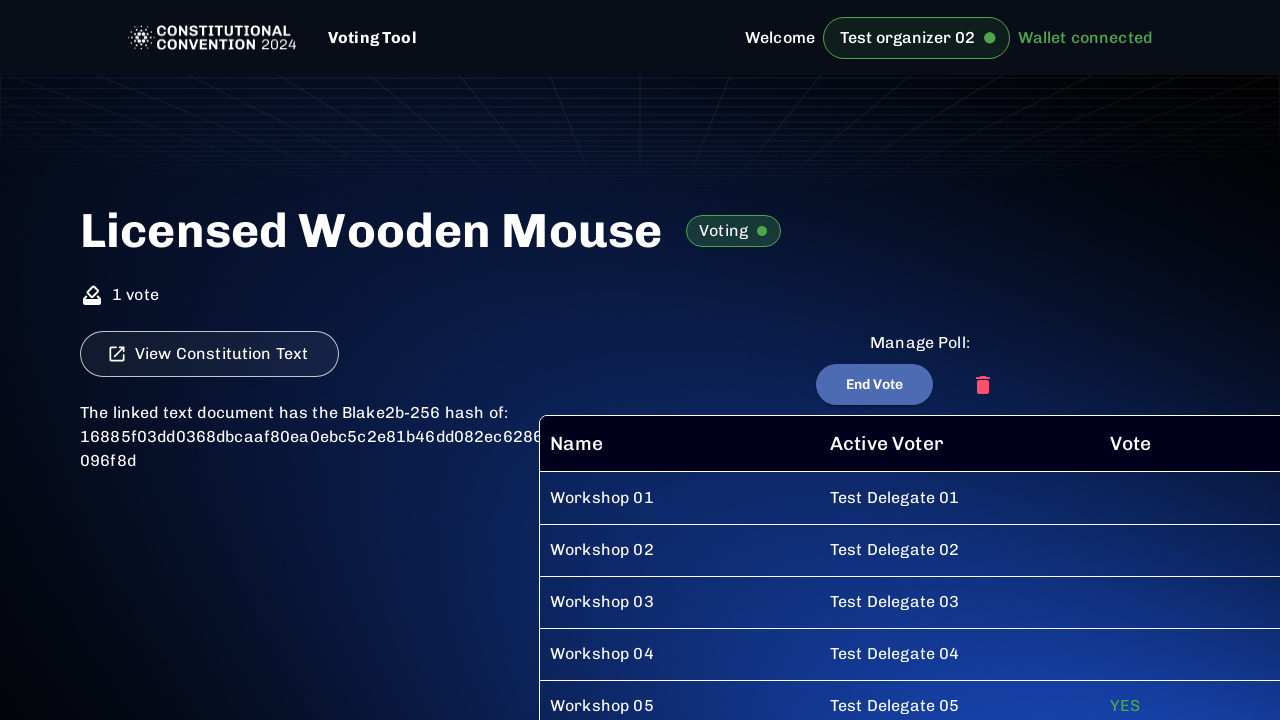 CONSTITUTIONAL
CONVENTION 2024
Voting Tool
Welcome
Test organizer 02
Wallet connected
Licensed Wooden Mouse
Voting
1 vote
View Constitution Text
Manage Poll:
End Vote
The linked text document has the Blake2b-256 hash of:
16885f03dd0368dbcaaf80ea0ebc5c2e81b46dd082ec6286
096f8d
Name Active Voter Vote
Workshop 01 Test Delegate 01
Workshop 02 Test Delegate 02
Workshop 03 Test Delegate 03
Workshop 04 Test Delegate 04
Workshop 05 Test Delegate 05 YES